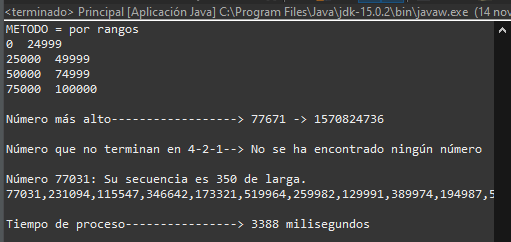 <terminado> Principal [Aplicación Java] C:\Program Files\Java\jdk-15.0.2\bin\javaw.exe (14 nov
METODO = por rangos
0 24999
25000 49999
50000 74999
75000 100000
Número más alto------------------> 77671 -> 1570824736
Número que no terminan en 4-2-1--> No se ha encontrado ningún número
Número 77031: Su secuencia es 350 de larga.
77031,231094,115547,346642,173321,519964,259982,129991,389974,194987,5
Tiempo de proceso----------------> 3388 milisegundos